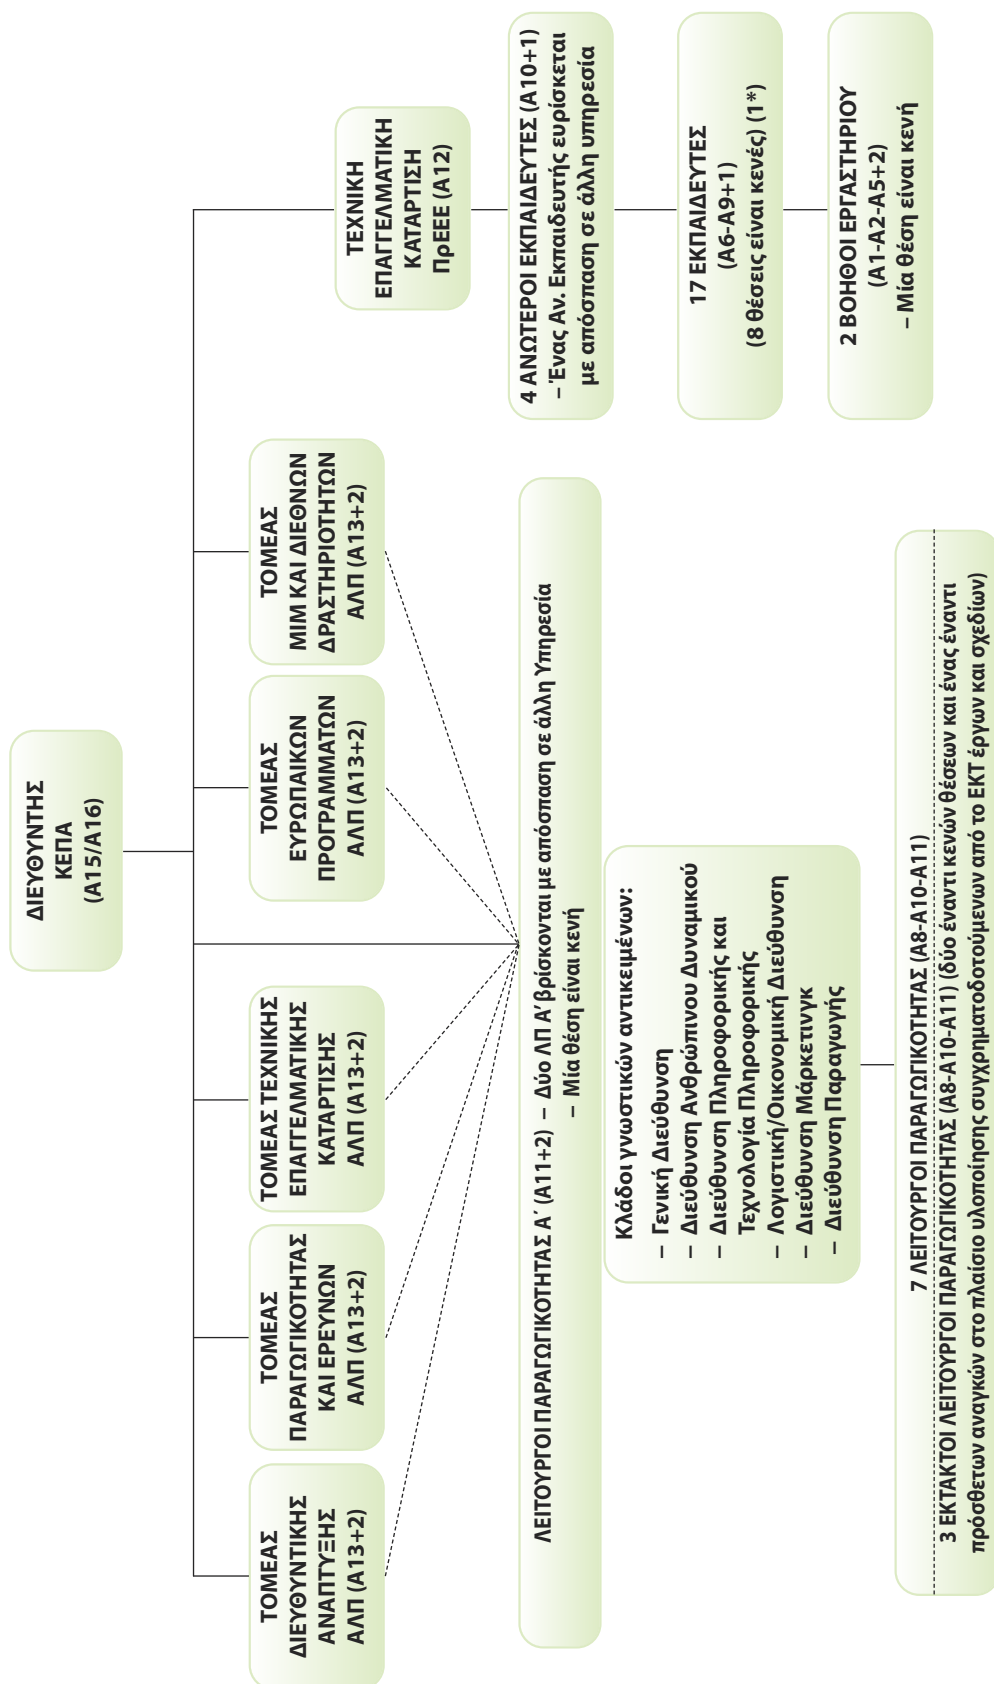 ΔΙΕΥΘΥΝΤΗΣ
ΚΕΠΑ
(Α15/Α16)
ΤΟΜΕΑΣ
ΔΙΕΥΘΥΝΤΙΚΗΣ
ΑΝΑΠΤΥΞΗΣ
ΑΛΠ (Α13+2)
ΤΟΜΕΑΣ
ΠΑΡΑΓΩΓΙΚΟΤΗΤΑΣ
ΚΑΙ ΕΡΕΥΝΩΝ
ΑΛΠ (Α13+2)
ΤΟΜΕΑΣ ΤΕΧΝΙΚΗΣ
ΕΠΑΓΓΕΛΜΑΤΙΚΗΣ
ΚΑΤΑΡΤΙΣΗΣ
ΑΛΠ (Α13+2)
ΤΟΜΕΑΣ
ΕΥΡΩΠΑΙΚΩΝ
ΠΡΟΓΡΑΜΜΑΤΩΝ
ΑΛΠ (Α13+2)
ΤΟΜΕΑΣ
ΜΙΜ ΚΑΙ ΔΙΕΘΝΩΝ
ΔΡΑΣΤΗΡΙΟΤΗΤΩΝ
ΑΛΠ (Α13+2)
ΤΕΧΝΙΚΗ
ΕΠΑΓΓΕΛΜΑΤΙΚΗ
ΚΑΤΑΡΤΙΣΗ
ΠρΕΕΕ (Α12)
4 ΑΝΩΤΕΡΟΙ ΕΚΠΑΙΔΕΥΤΕΣ (Α10+1)
– Ένας Αν. Εκπαιδευτής ευρίσκεται
με απόσπαση σε άλλη υπηρεσία
17 ΕΚΠΑΙΔΕΥΤΕΣ
(Α6-Α9+1)
(8 θέσεις είναι κενές) (1*)
2 ΒΟΗΘΟΙ ΕΡΓΑΣΤΗΡΙΟΥ
(Α1-Α2-Α5+2)
– Μία θέση είναι κενή
ΛΕΙΤΟΥΡΓΟΙ ΠΑΡΑΓΩΓΙΚΟΤΗΤΑΣ Α΄ (Α11+2) – Δύο ΛΠ Α΄ βρίσκονται με απόσπαση σε άλλη Υπηρεσία
– Μία θέση είναι κενή
Κλάδοι γνωστικών αντικειμένων:
– Γενική Διεύθυνση
– Διεύθυνση Ανθρώπινου Δυναμικού
– Διεύθυνση Πληροφορικής και
Τεχνολογία Πληροφορικής
– Λογιστική/Οικονομική Διεύθυνση
– Διεύθυνση Μάρκετινγκ
– Διεύθυνση Παραγωγής
7 ΛΕΙΤΟΥΡΓΟΙ ΠΑΡΑΓΩΓΙΚΟΤΗΤΑΣ (Α8-Α10-Α11)
3 ΕΚΤΑΚΤΟΙ ΛΕΙΤΟΥΡΓΟΙ ΠΑΡΑΓΩΓΙΚΟΤΗΤΑΣ (Α8-Α10-Α11) (δύο έναντι κενών θέσεων και ένας έναντι
πρόσθετων αναγκών στο πλαίσιο υλοποίησης συγχρηματοδοτούμενων από το ΕΚΤ έργων και σχεδίων)